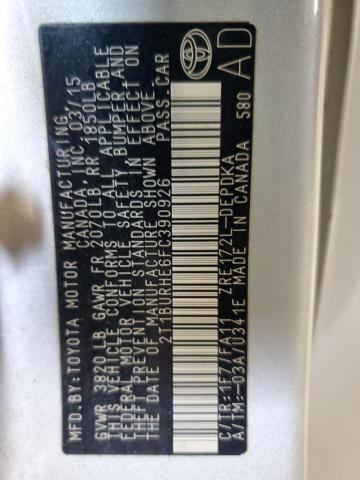 MFD.BY:TOYOTA MOTOR MANUFACTURING
CANADA, INC. 03/15
GVWR 3820 LB GAWR FR 2070LB RR 1850LB
THIS VEHICLE CONFORMS TO ALL APPLICABLE
FEDERAL MOTOR VEHICLE SAFETY, BUMPER, AND
THEFT PREVENTION STANDARDS IN EFFECT ON
THE DATE OF MANUFACTURE SHOWN ABOVE.
2T1BURHE6FC390926 PASS. CAR
C/TR:1F7/FA11 ZRE172L-DEPDKA
A/TM:-03A/U341E MADE IN CANADA 580
AD